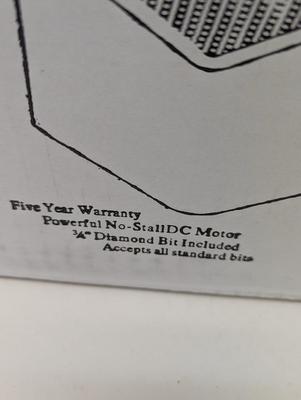 Five Year Warranty
Powerful No-StallDC Motor
¾" Diamond Bit Included
Accepts all standard bits